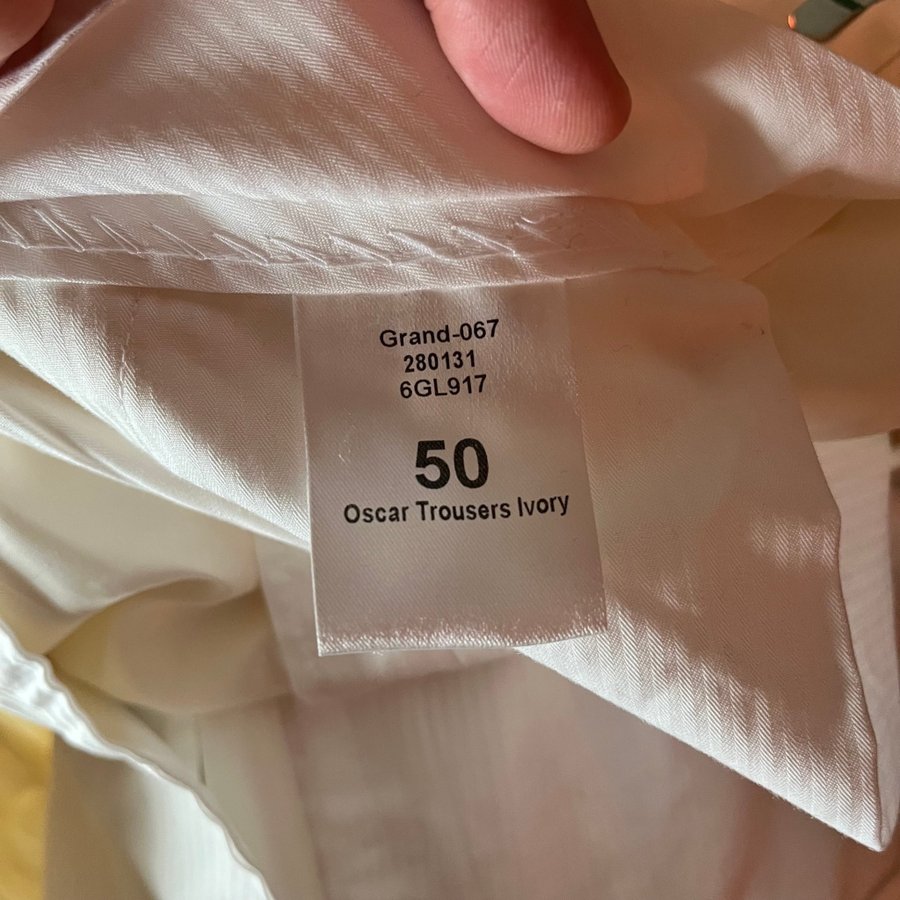 Grand-067
280131
6GL917
50
Oscar Trousers Ivory